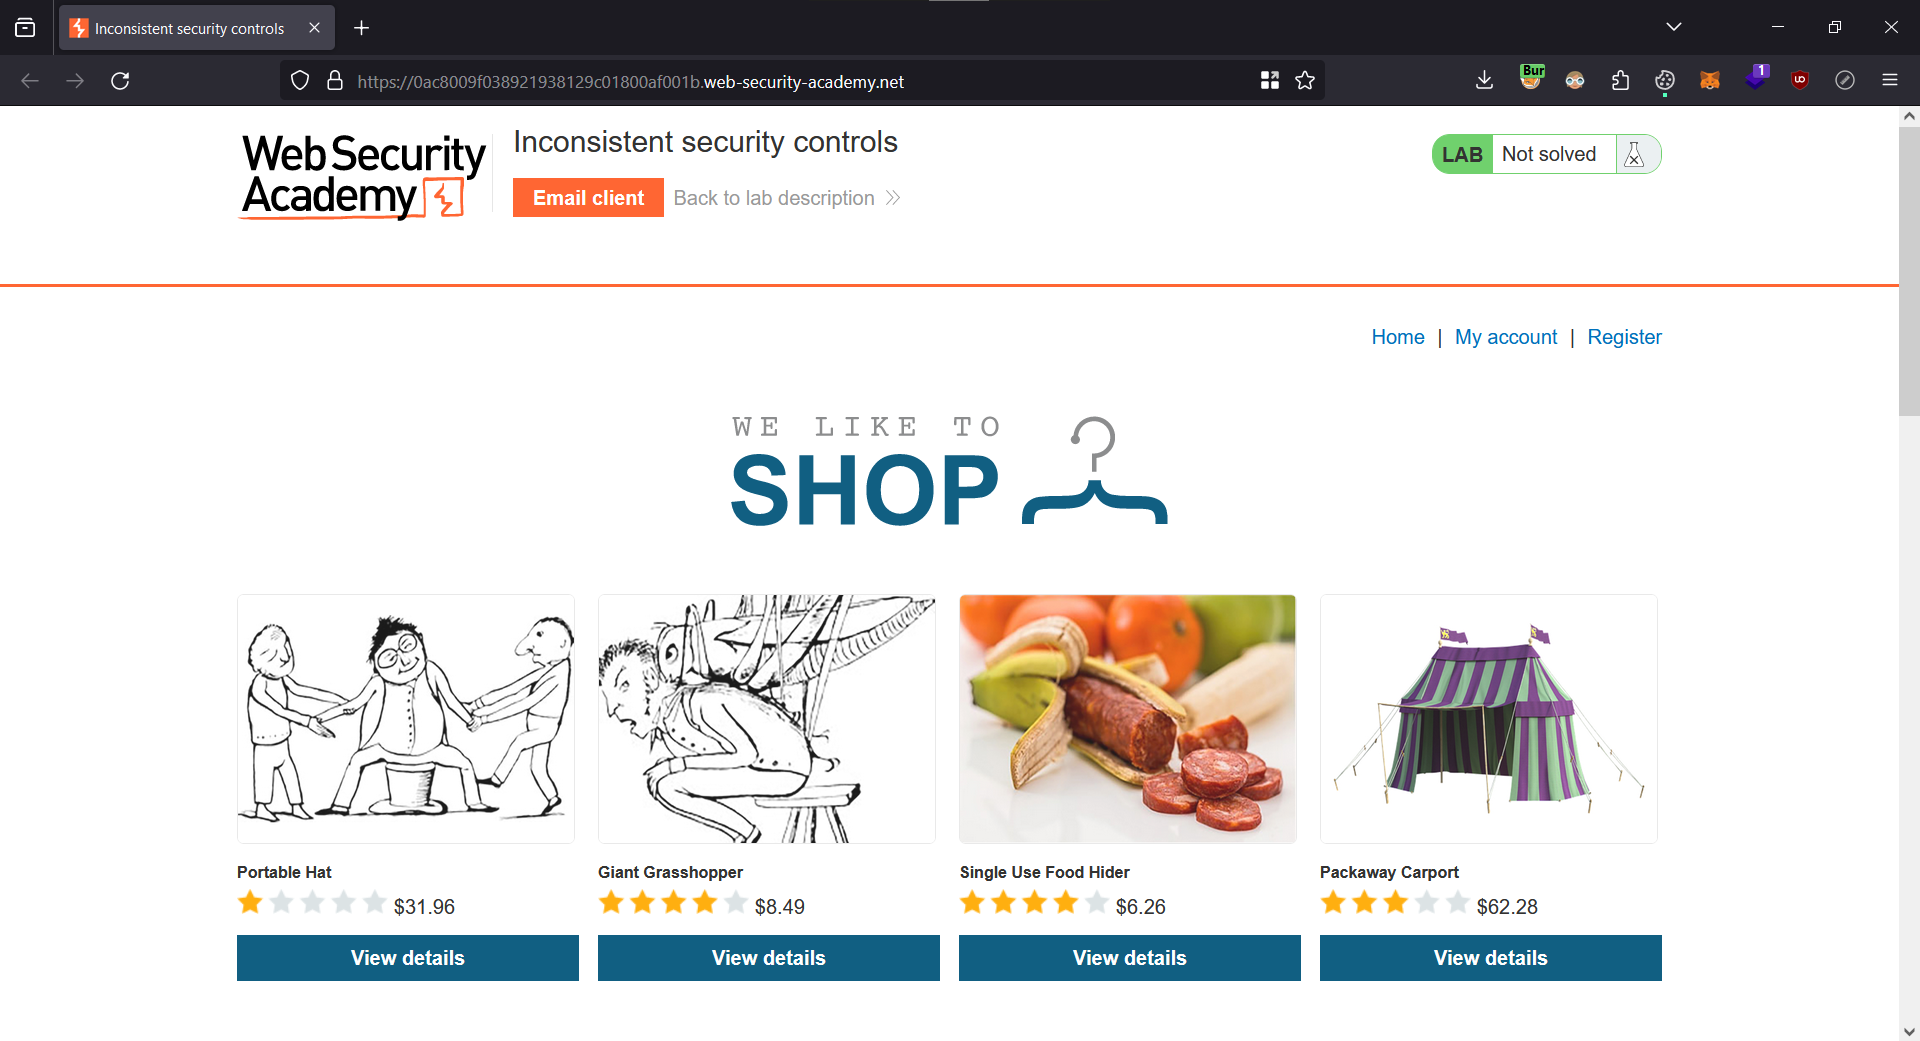 Inconsistent security controls
https://0ac8009f038921938129c01800af001b.web-security-academy.net
Bur
1
Web Security
Academy
Inconsistent security controls
Email client
Back to lab description
LAB
Not solved
Home | My account | Register
WE LIKE TO
SHOP
Portable Hat
$31.96
View details
Giant Grasshopper
$8.49
View details
Single Use Food Hider
$6.26
View details
Packaway Carport
$62.28
View details